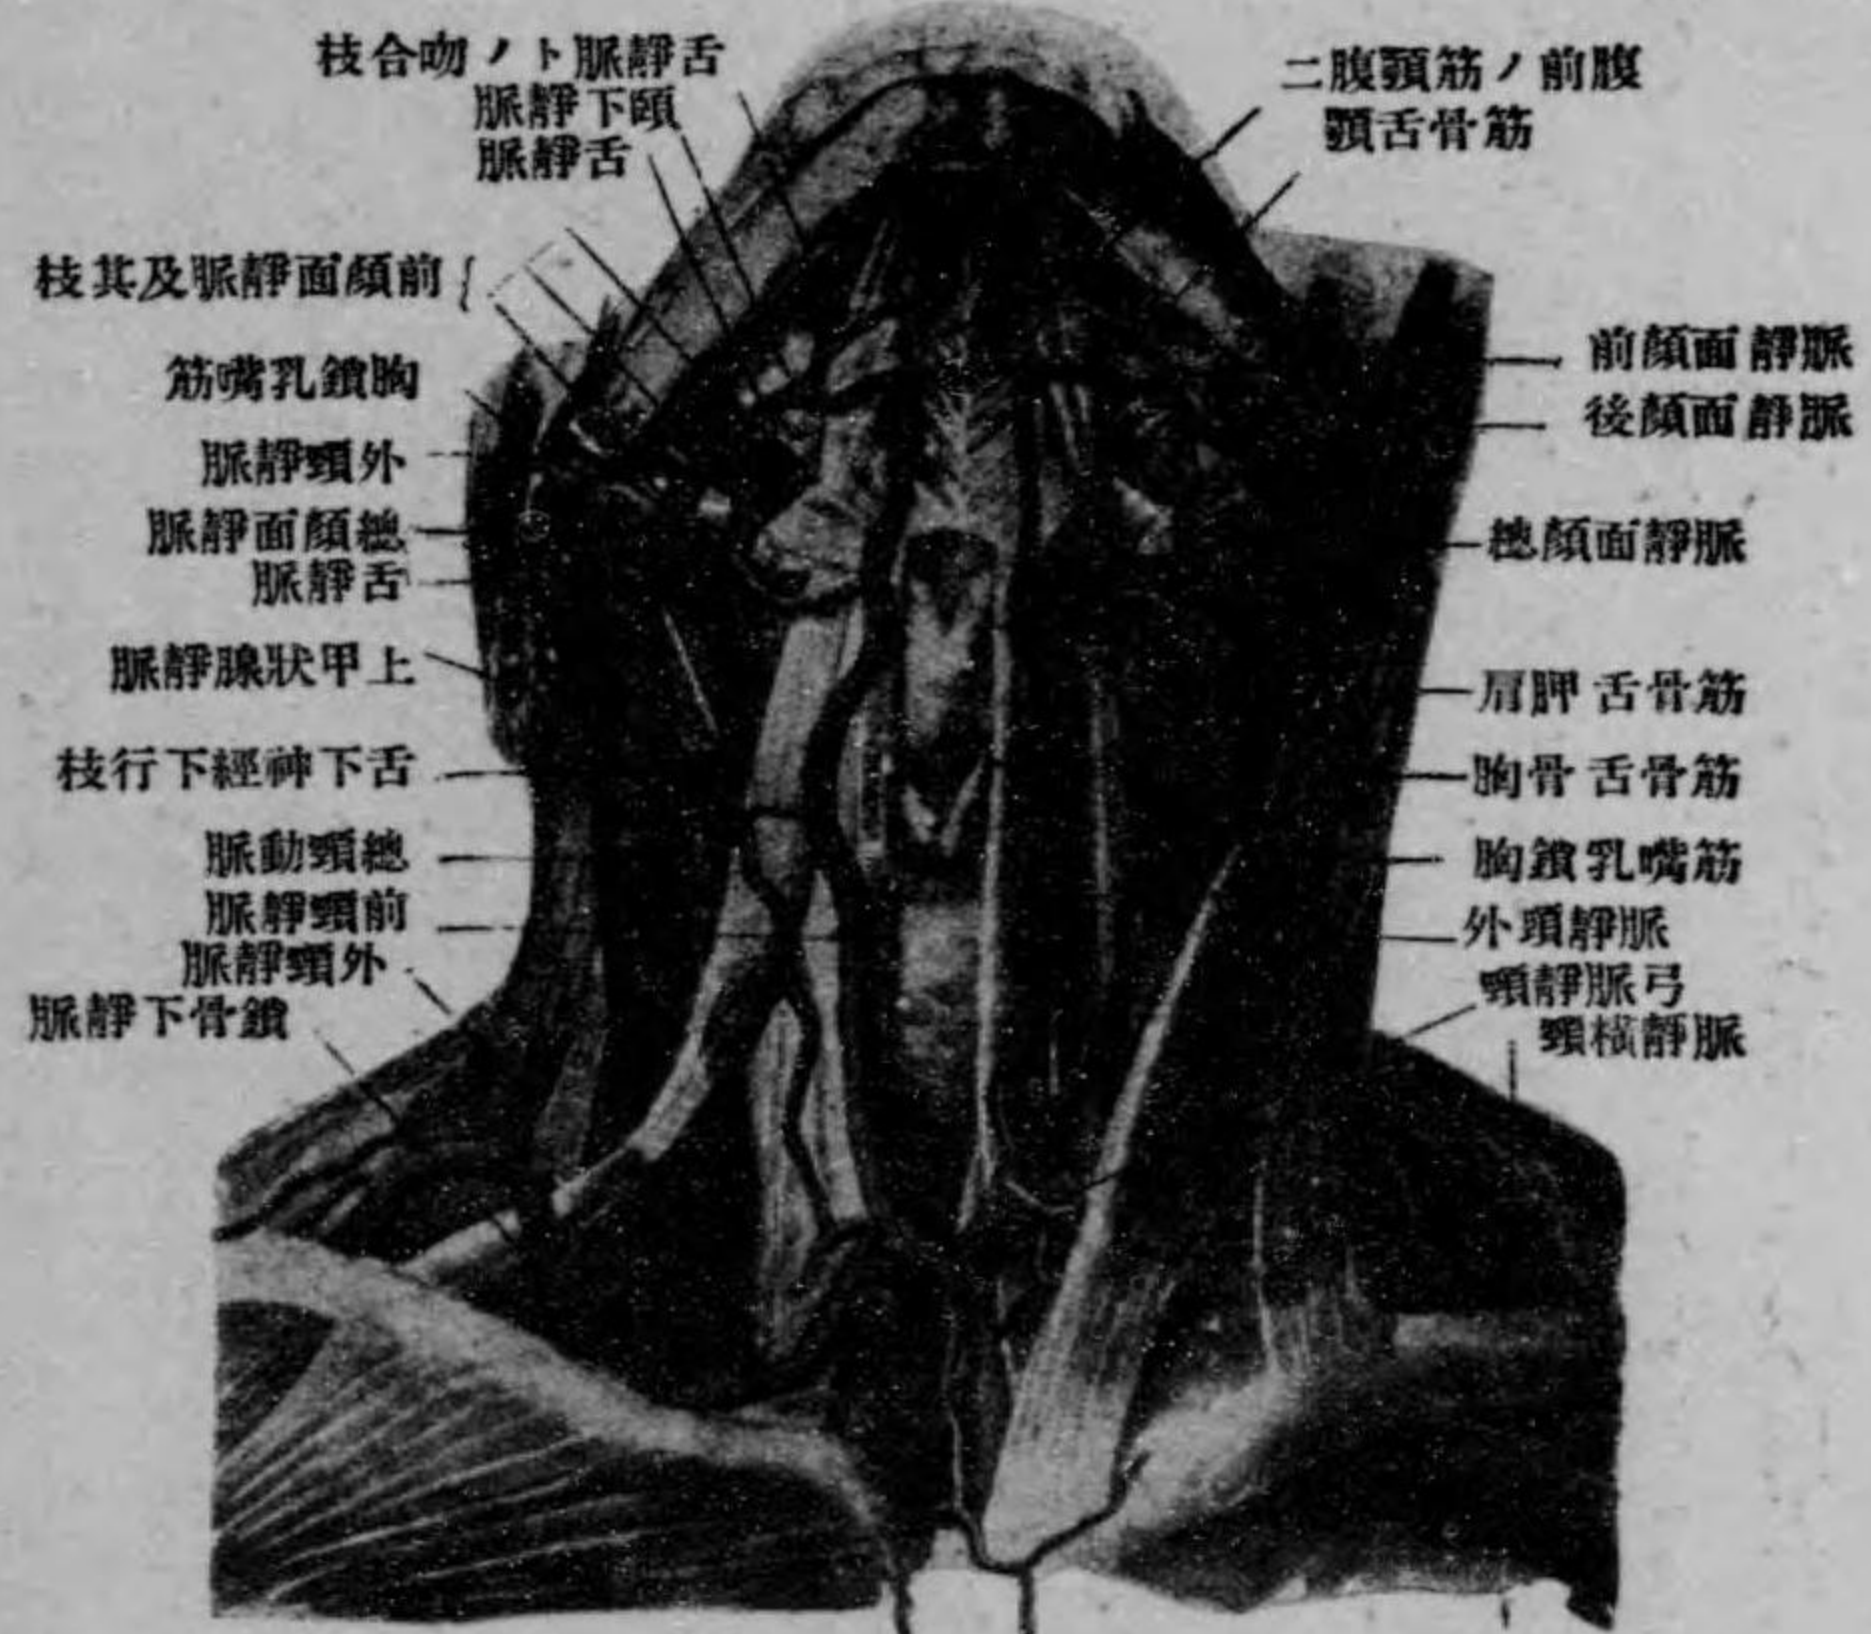 舌靜脈トノ吻合枝
頤下靜脈
舌靜脈
前顔面靜脈及其枝
胸鎖乳嘴筋
外頸靜脈
總顔面靜脈
舌靜脈
上甲狀腺靜脈
舌下神經下行枝
總頸動脈
前頸靜脈
外頸靜脈
鎖骨下靜脈
二腹顎筋ノ前腹
顎舌骨筋
前顔面靜脈
後顔面靜脈
總顔面靜脈
肩胛舌骨筋
胸骨舌骨筋
胸鎖乳嘴筋
外頸靜脈
頸靜脈弓
頸橫靜脈